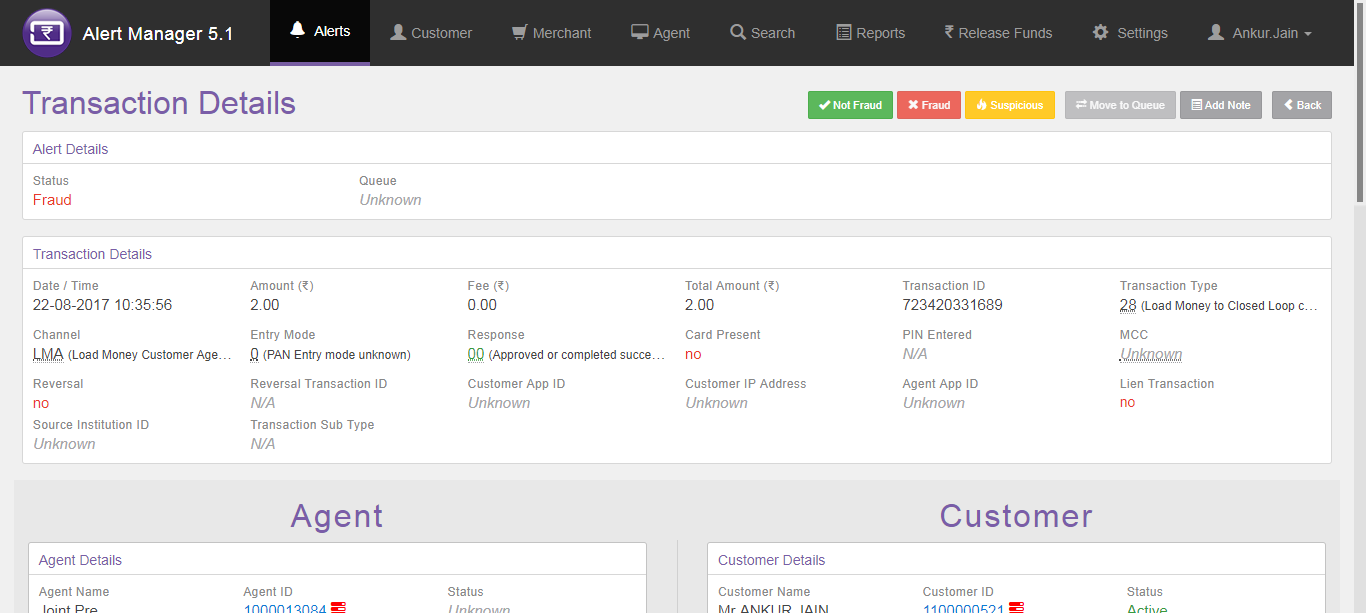 Alert Manager 5.1 Alerts Customer Merchant Agent Search Reports ₹ Release Funds Settings Ankur.Jain
Transaction Details Not Fraud Fraud Suspicious Move to Queue Add Note Back
Alert Details
Status Queue
Fraud Unknown
Transaction Details
Date / Time Amount (₹) Fee (₹) Total Amount (₹) Transaction ID Transaction Type
22-08-2017 10:35:56 2.00 0.00 2.00 723420331689 28 (Load Money to Closed Loop c...
Channel Entry Mode Response Card Present PIN Entered MCC
LMA (Load Money Customer Age... 0 (PAN Entry mode unknown) 00 (Approved or completed succe... no N/A Unknown
Reversal Reversal Transaction ID Customer App ID Customer IP Address Agent App ID Lien Transaction
no N/A Unknown Unknown Unknown no
Source Institution ID Transaction Sub Type
Unknown N/A
Agent Customer
Agent Details Customer Details
Agent Name Agent ID Status Customer Name Customer ID Status
Joint Pre 1000013084 Unknown Mr ANKUR JAIN 1100000521 Active